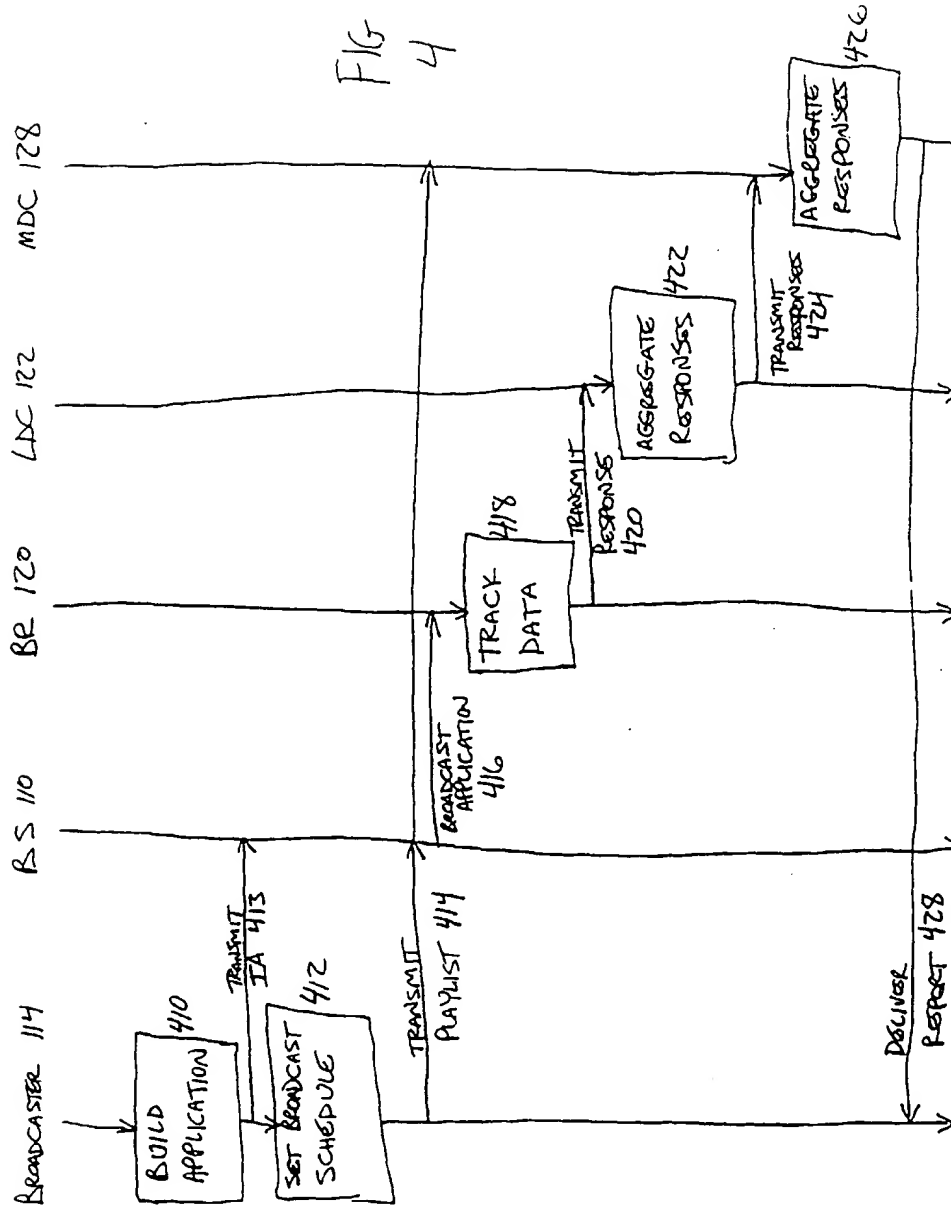 BROADCASTER 114
BS 110
BR 120
LDC 122
MDC 128
FIG
4
BUILD
APPLICATION
410
TRANSMIT
IA 413
SET BROADCAST
SCHEDULE
412
TRANSMIT
PLAYLIST 414
BROADCAST
APPLICATION
416
TRACK
DATA
418
TRANSMIT
RESPONSE
420
AGGREGATE
RESPONSES
422
TRANSMIT
RESPONSES
424
AGGREGATE
RESPONSES
426
DELIVER
REPORT 428